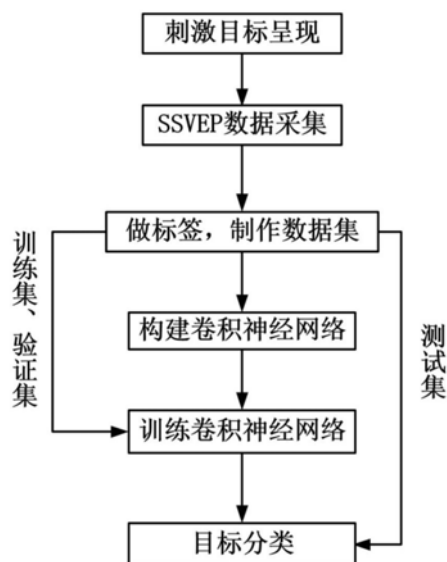 刺激目标呈现
SSVEP数据采集
做标签，制作数据集
训练集、验证集
构建卷积神经网络
测试集
训练卷积神经网络
目标分类